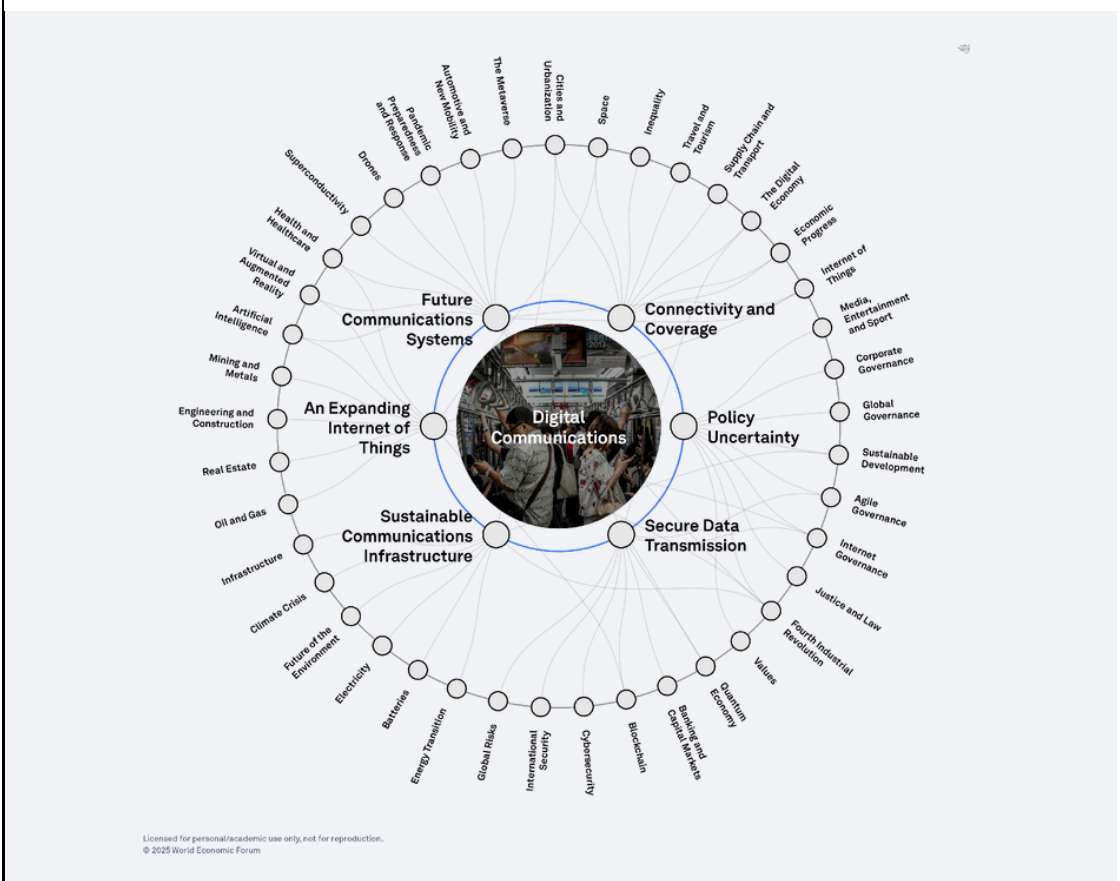 Cities and
Urbanization
Space
Inequality
Travel and
Tourism
Supply Chain and
Transport
The Digital
Economy
Economic
Progress
Internet of
Things
Media,
Entertainment
and Sport
Corporate
Governance
Global
Governance
Sustainable
Development
Agile
Governance
Internet
Governance
Justice and Law
Fourth Industrial
Revolution
Values
Quantum
Economy
Banking and
Capital Markets
Blockchain
Cybersecurity
International
Security
Global Risks
Energy Transition
Batteries
Electricity
Future of the
Environment
Climate Crisis
Infrastructure
Oil and Gas
Real Estate
Engineering and
Construction
Mining and
Metals
Artificial
Intelligence
Virtual and
Augmented
Reality
Health and
Healthcare
Superconductivity
Drones
Pandemic
Preparedness
and Response
Automotive and
New Mobility
The Metaverse
Future
Communications
Systems
Connectivity and
Coverage
An Expanding
Internet of
Things
Digital
Communications
Policy
Uncertainty
Sustainable
Communications
Infrastructure
Secure Data
Transmission
Licensed for personal/academic use only, not for reproduction.
© 2025 World Economic Forum